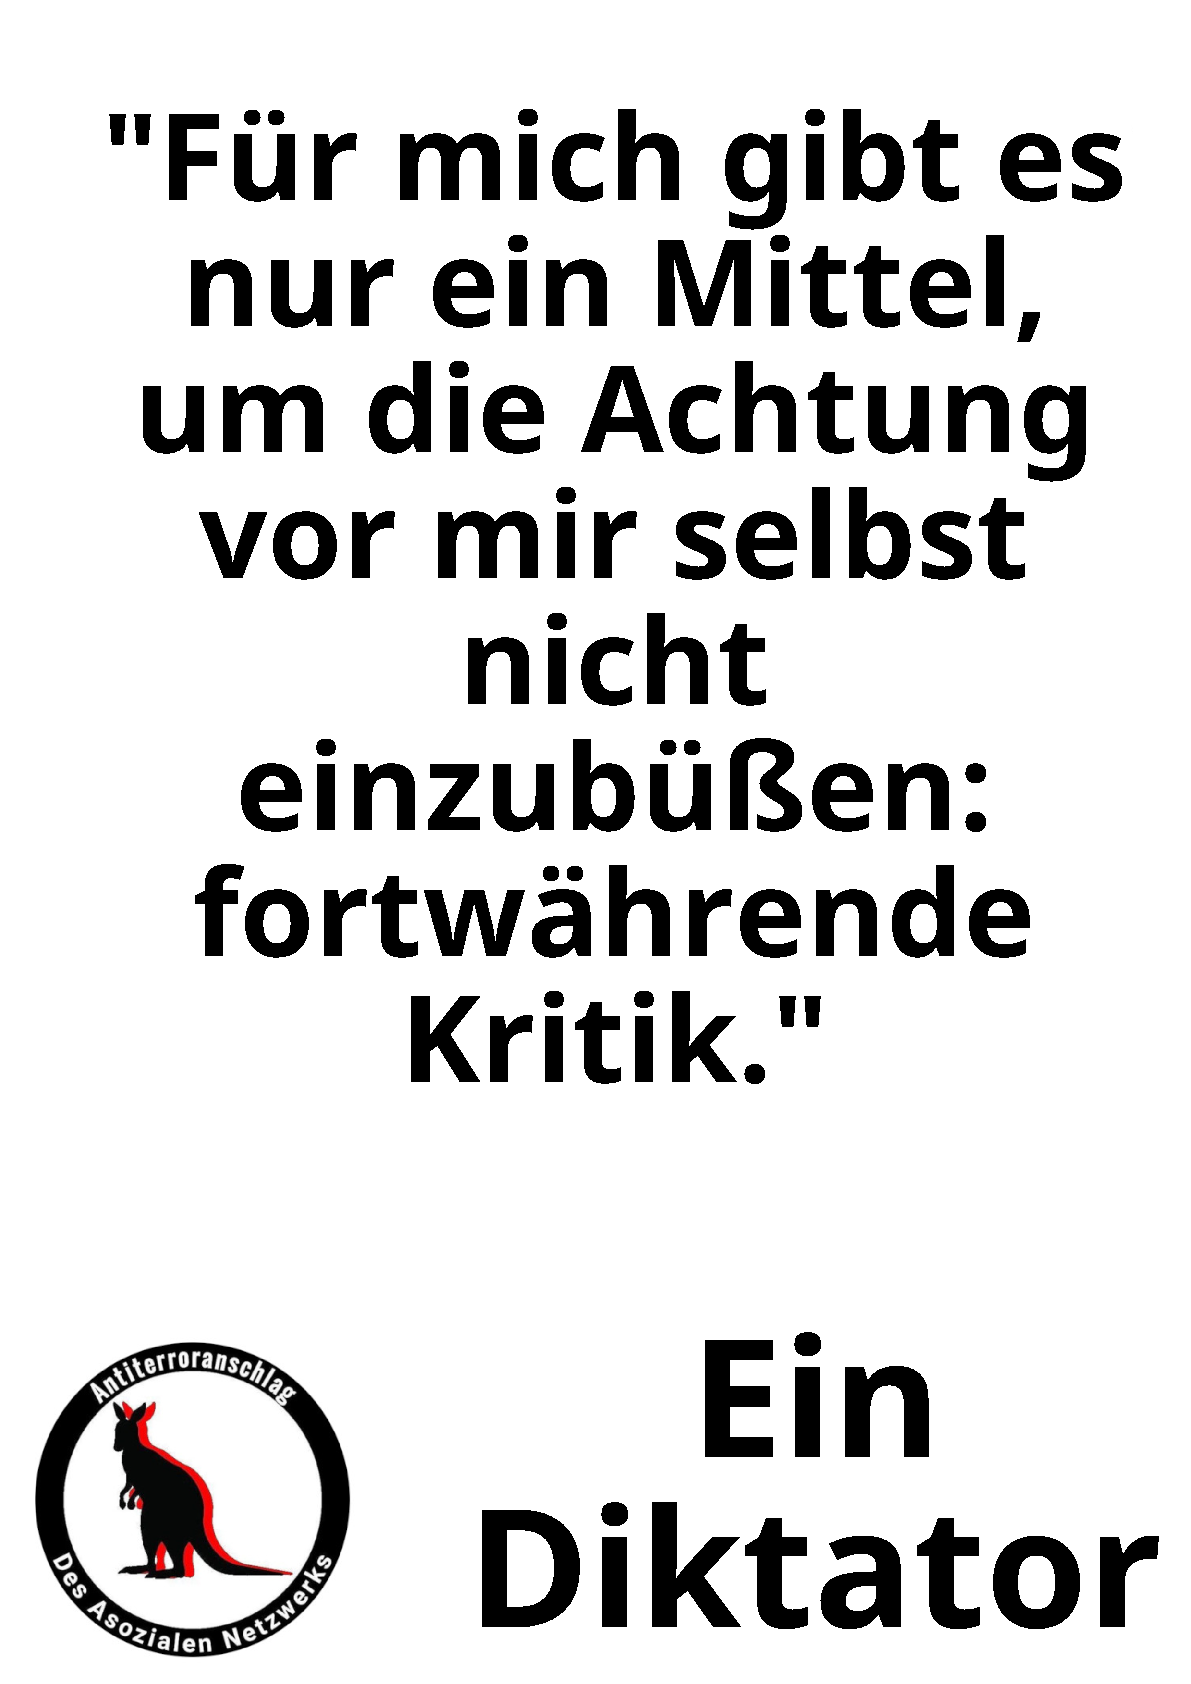 "Für mich gibt es
nur ein Mittel,
um die Achtung
vor mir selbst
nicht
einzubüßen:
fortwährende
Kritik."
Ein
Diktator
Antiterroranschlag
Des Asozialen Netzwerks